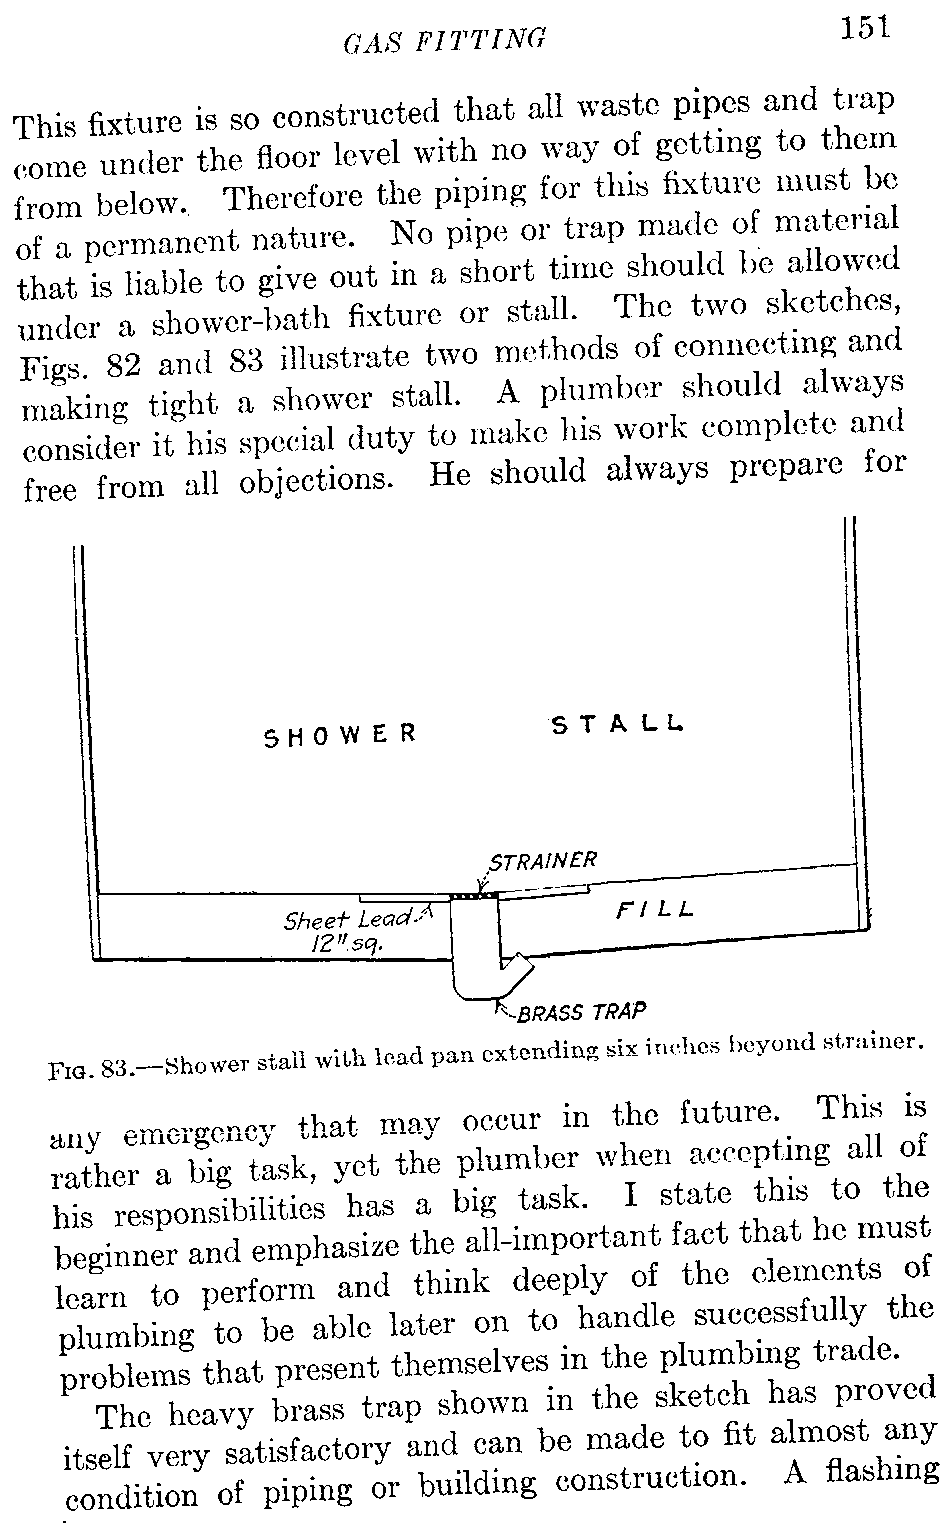 GAS FITTING 151
This fixture is so constructed that all waste pipes and trap
come under the floor level with no way of getting to them
from below. Therefore the piping for this fixture must be
of a permanent nature. No pipe or trap made of material
that is liable to give out in a short time should be allowed
under a shower-bath fixture or stall. The two sketches,
Figs. 82 and 83 illustrate two methods of connecting and
making tight a shower stall. A plumber should always
consider it his special duty to make his work complete and
free from all objections. He should always prepare for
SHOWER STALL
STRAINER
Sheet Lead
12" sq.
FILL
BRASS TRAP
FIG. 83.—Shower stall with lead pan extending six inches beyond strainer.
any emergency that may occur in the future. This is
rather a big task, yet the plumber when accepting all of
his responsibilities has a big task. I state this to the
beginner and emphasize the all-important fact that he must
learn to perform and think deeply of the elements of
plumbing to be able later on to handle successfully the
problems that present themselves in the plumbing trade.
The heavy brass trap shown in the sketch has proved
itself very satisfactory and can be made to fit almost any
condition of piping or building construction. A flashing